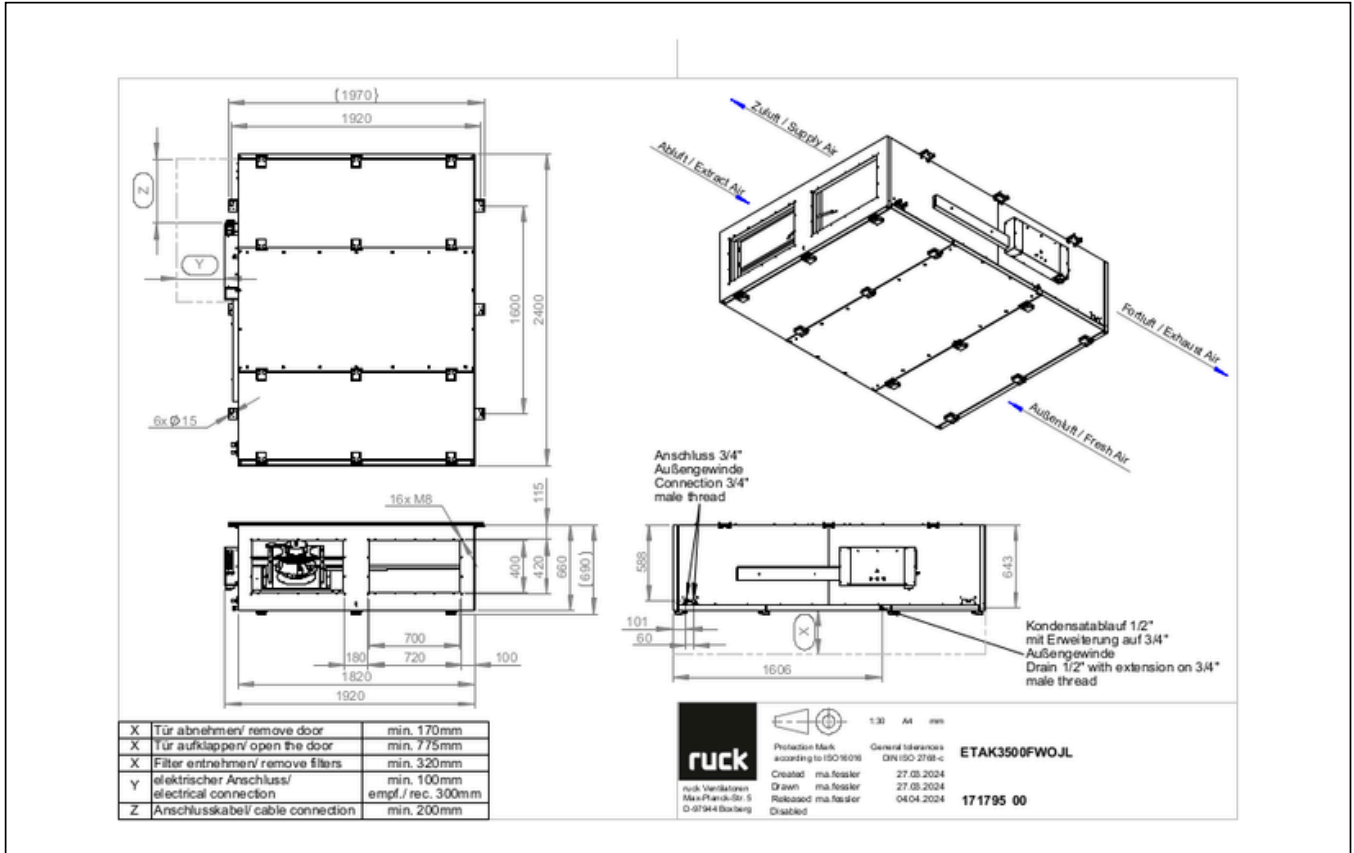 (1970)
1920
Z
Y
1600
2400
6x Ø15
Zuluft / Supply Air
Abluft / Extract Air
Fortluft / Exhaust Air
Außenluft / Fresh Air
16x M8
115
400
420
660
(690)
700
180
720
100
1820
1920
Anschluss 3/4"
Außengewinde
Connection 3/4"
male thread
588
643
101
60
X
1606
Kondensatablauf 1/2"
mit Erweiterung auf 3/4"
Außengewinde
Drain 1/2" with extension on 3/4"
male thread
X Tür abnehmen/ remove door min. 170mm
X Tür aufklappen/ open the door min. 775mm
X Filter entnehmen/ remove filters min. 320mm
Y elektrischer Anschluss/ electrical connection min. 100mm empf./ rec. 300mm
Z Anschlusskabel/ cable connection min. 200mm
ruck
ruck Ventilatoren
Max-Planck-Str. 5
D-97944 Boxberg
1:30 A4 mm
Protection Mark
according to ISO16016
General tolerances
DIN ISO 2768-c
ETAK3500FWOJL
Created ma.fessler 27.03.2024
Drawn ma.fessler 27.03.2024
Released ma.fessler 04.04.2024
Disabled
171795 00